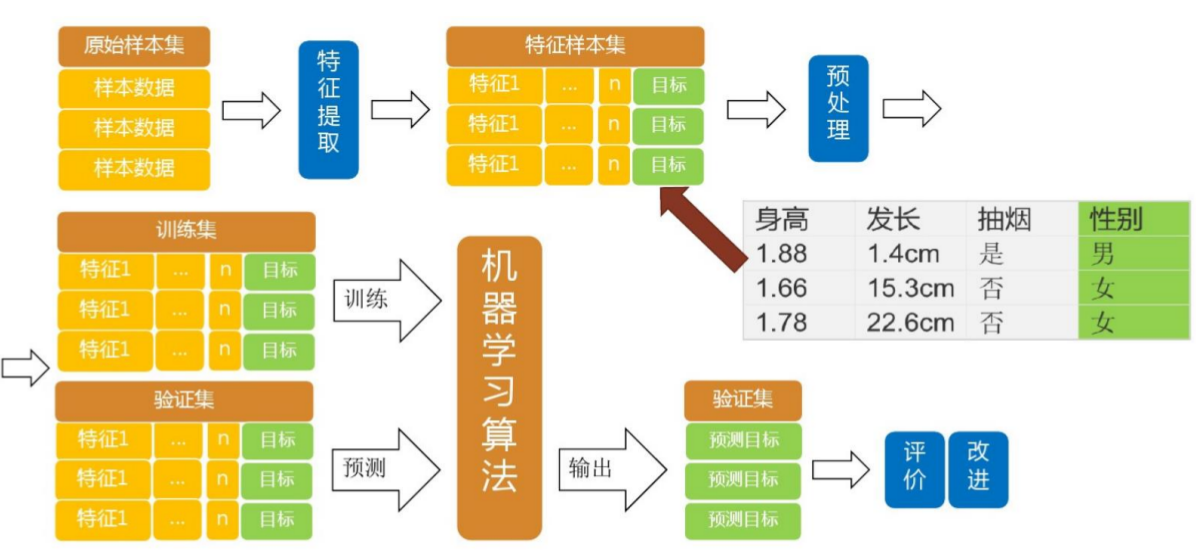 原始样本集
样本数据
样本数据
样本数据
特征提取
特征样本集
特征1 ... n 目标
特征1 ... n 目标
特征1 ... n 目标
预处理
身高 发长 抽烟 性别
1.88 1.4cm 是 男
1.66 15.3cm 否 女
1.78 22.6cm 否 女
训练集
特征1 ... n 目标
特征1 ... n 目标
特征1 ... n 目标
训练
机器学习算法
验证集
特征1 ... n 目标
特征1 ... n 目标
特征1 ... n 目标
预测
输出
验证集
预测目标
预测目标
预测目标
评价
改进